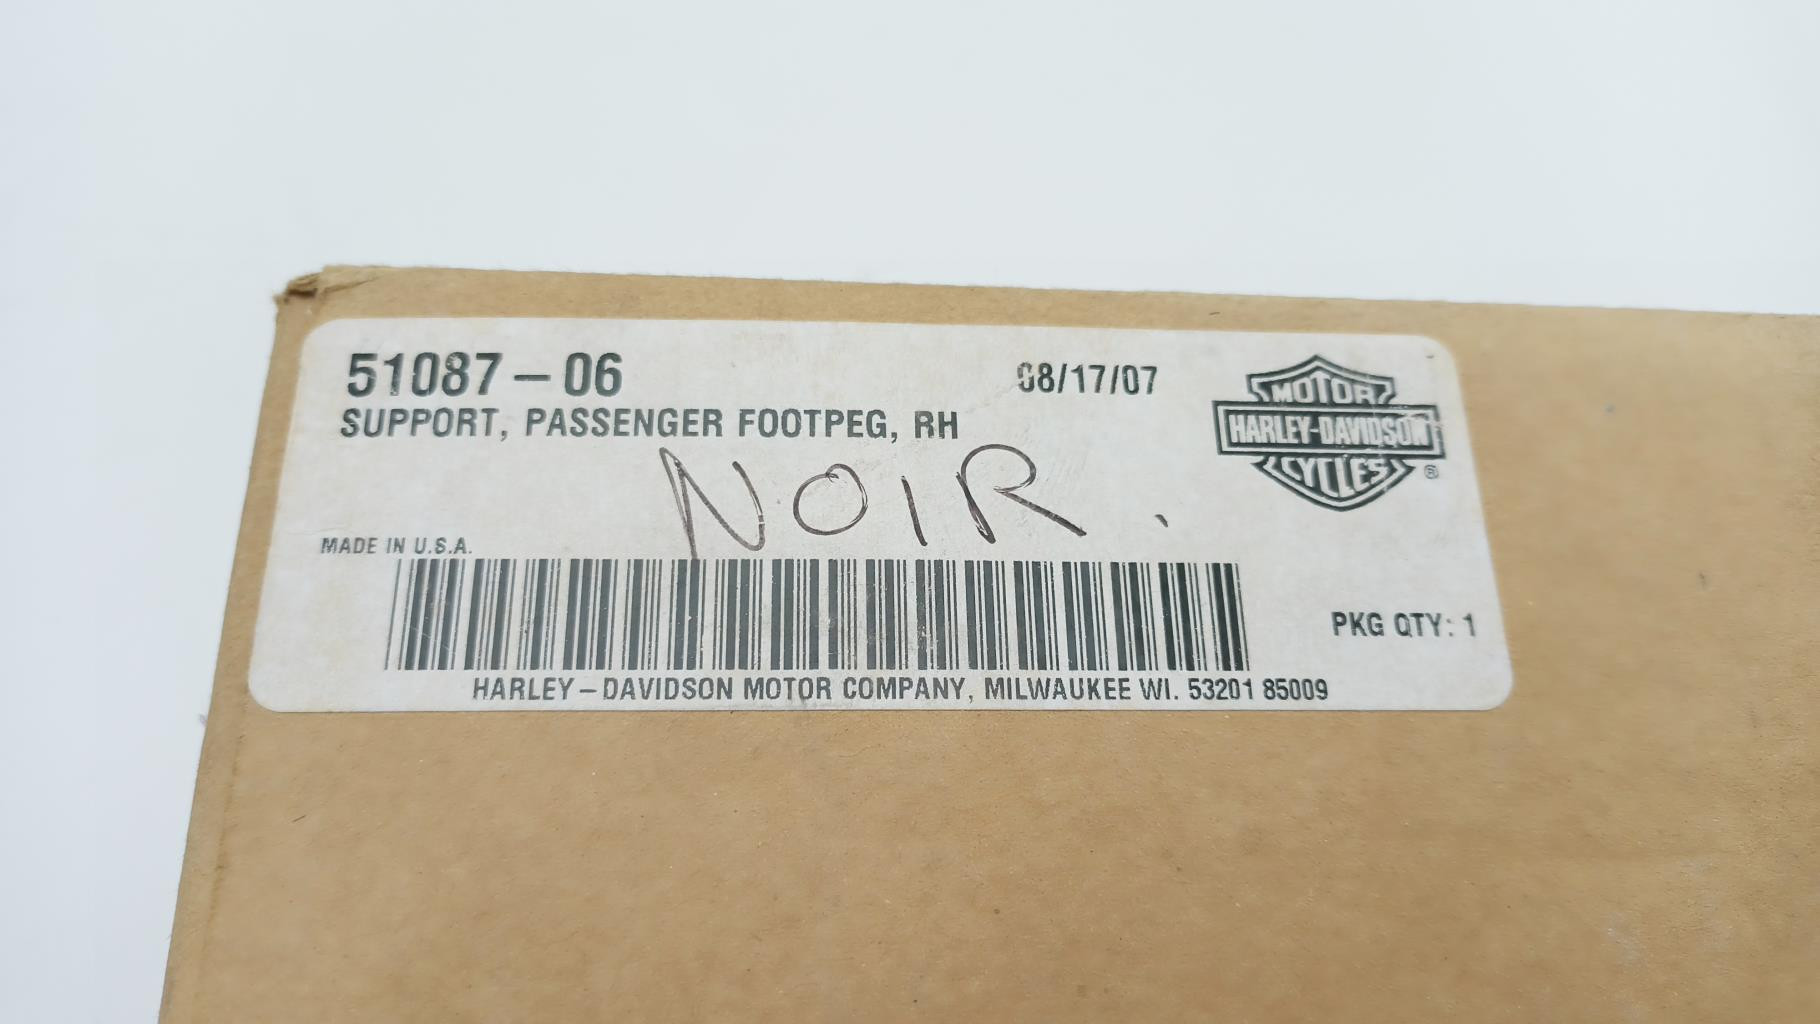 51087-06
08/17/07
SUPPORT, PASSENGER FOOTPEG, RH
MOTOR
HARLEY-DAVIDSON
CYCLES
®
NOIR.
MADE IN U.S.A.
PKG QTY: 1
HARLEY-DAVIDSON MOTOR COMPANY, MILWAUKEE WI. 53201 85009